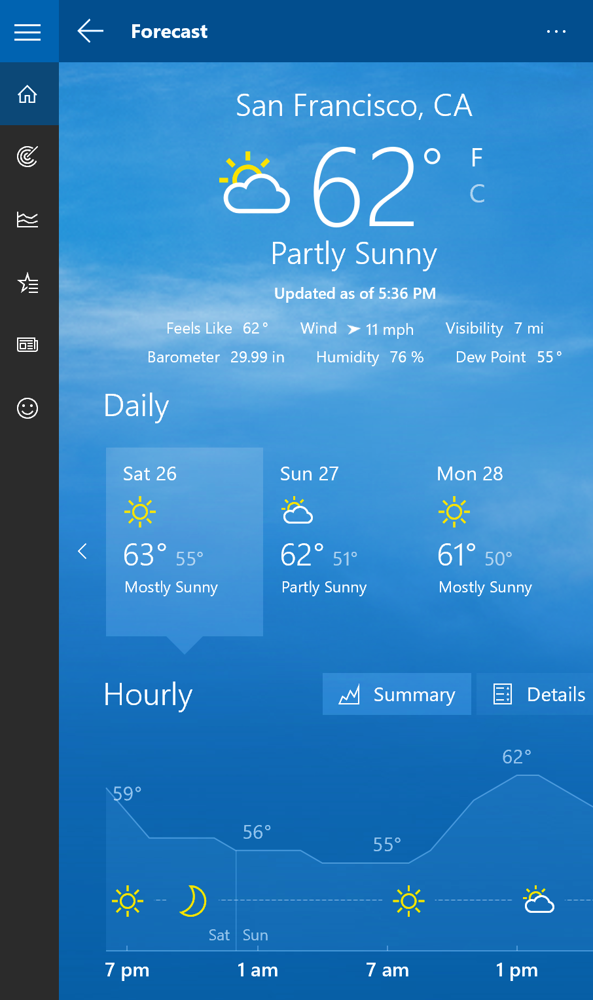 Forecast
San Francisco, CA
62°
F
C
Partly Sunny
Updated as of 5:36 PM
Feels Like 62° Wind 11 mph Visibility 7 mi
Barometer 29.99 in Humidity 76 % Dew Point 55°
Daily
Sat 26 Sun 27 Mon 28
63° 55° 62° 51° 61° 50°
Mostly Sunny Partly Sunny Mostly Sunny
Hourly Summary Details
62°
59°
56°
55°
Sat Sun
7 pm 1 am 7 am 1 pm